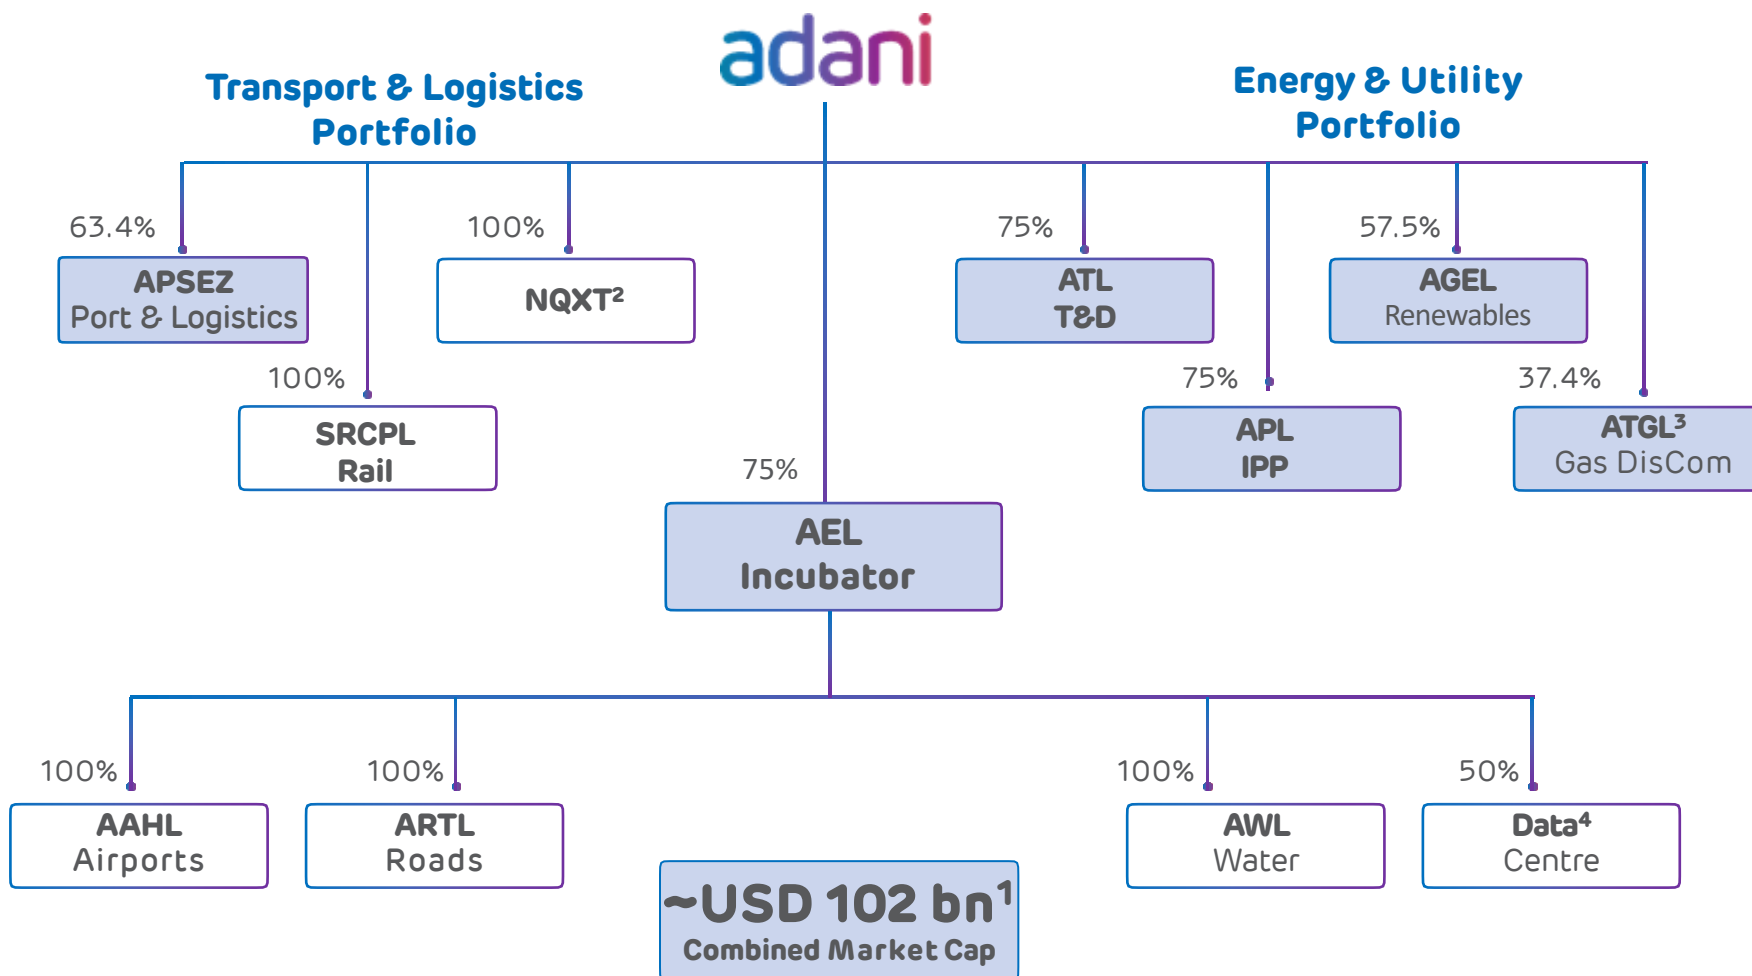 adani
Transport & Logistics
Portfolio
Energy & Utility
Portfolio
63.4%
APSEZ
Port & Logistics
100%
NQXT²
100%
SRCPL
Rail
75%
ATL
T&D
57.5%
AGEL
Renewables
75%
APL
IPP
37.4%
ATGL³
Gas DisCom
75%
AEL
Incubator
100%
AAHL
Airports
100%
ARTL
Roads
100%
AWL
Water
50%
Data⁴
Centre
~USD 102 bn¹
Combined Market Cap